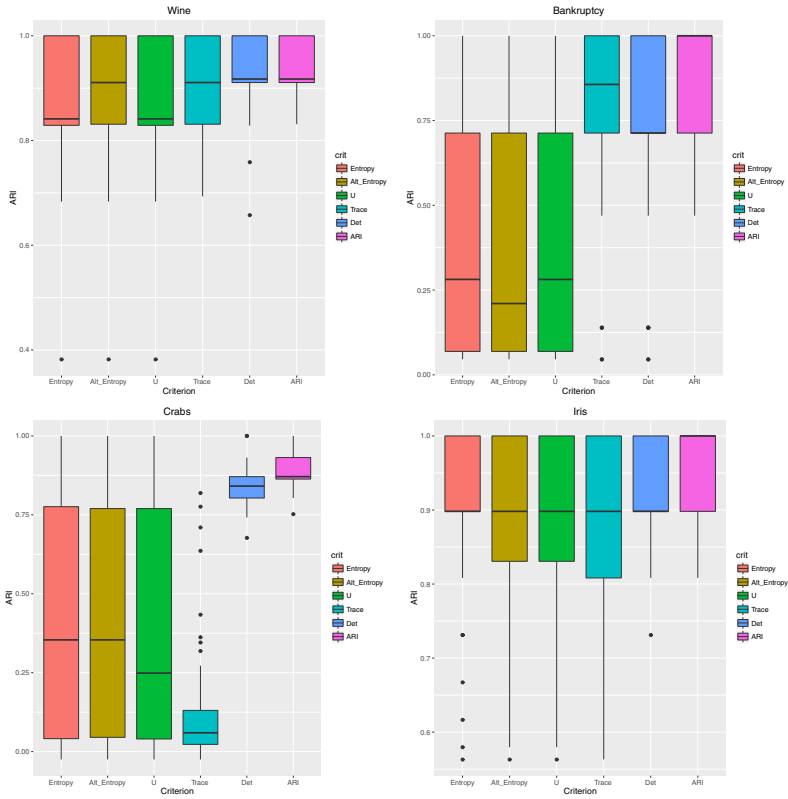 Wine
1.0
0.8
0.6
0.4
ARI
Entropy Alt_Entropy U Trace Det ARI
Criterion
crit
Entropy
Alt_Entropy
U
Trace
Det
ARI
Bankruptcy
1.00
0.75
0.50
0.25
0.00
ARI
Entropy Alt_Entropy U Trace Det ARI
Criterion
crit
Entropy
Alt_Entropy
U
Trace
Det
ARI
Crabs
1.00
0.75
0.50
0.25
0.00
ARI
Entropy Alt_Entropy U Trace Det ARI
Criterion
crit
Entropy
Alt_Entropy
U
Trace
Det
ARI
Iris
1.0
0.9
0.8
0.7
0.6
ARI
Entropy Alt_Entropy U Trace Det ARI
Criterion
crit
Entropy
Alt_Entropy
U
Trace
Det
ARI